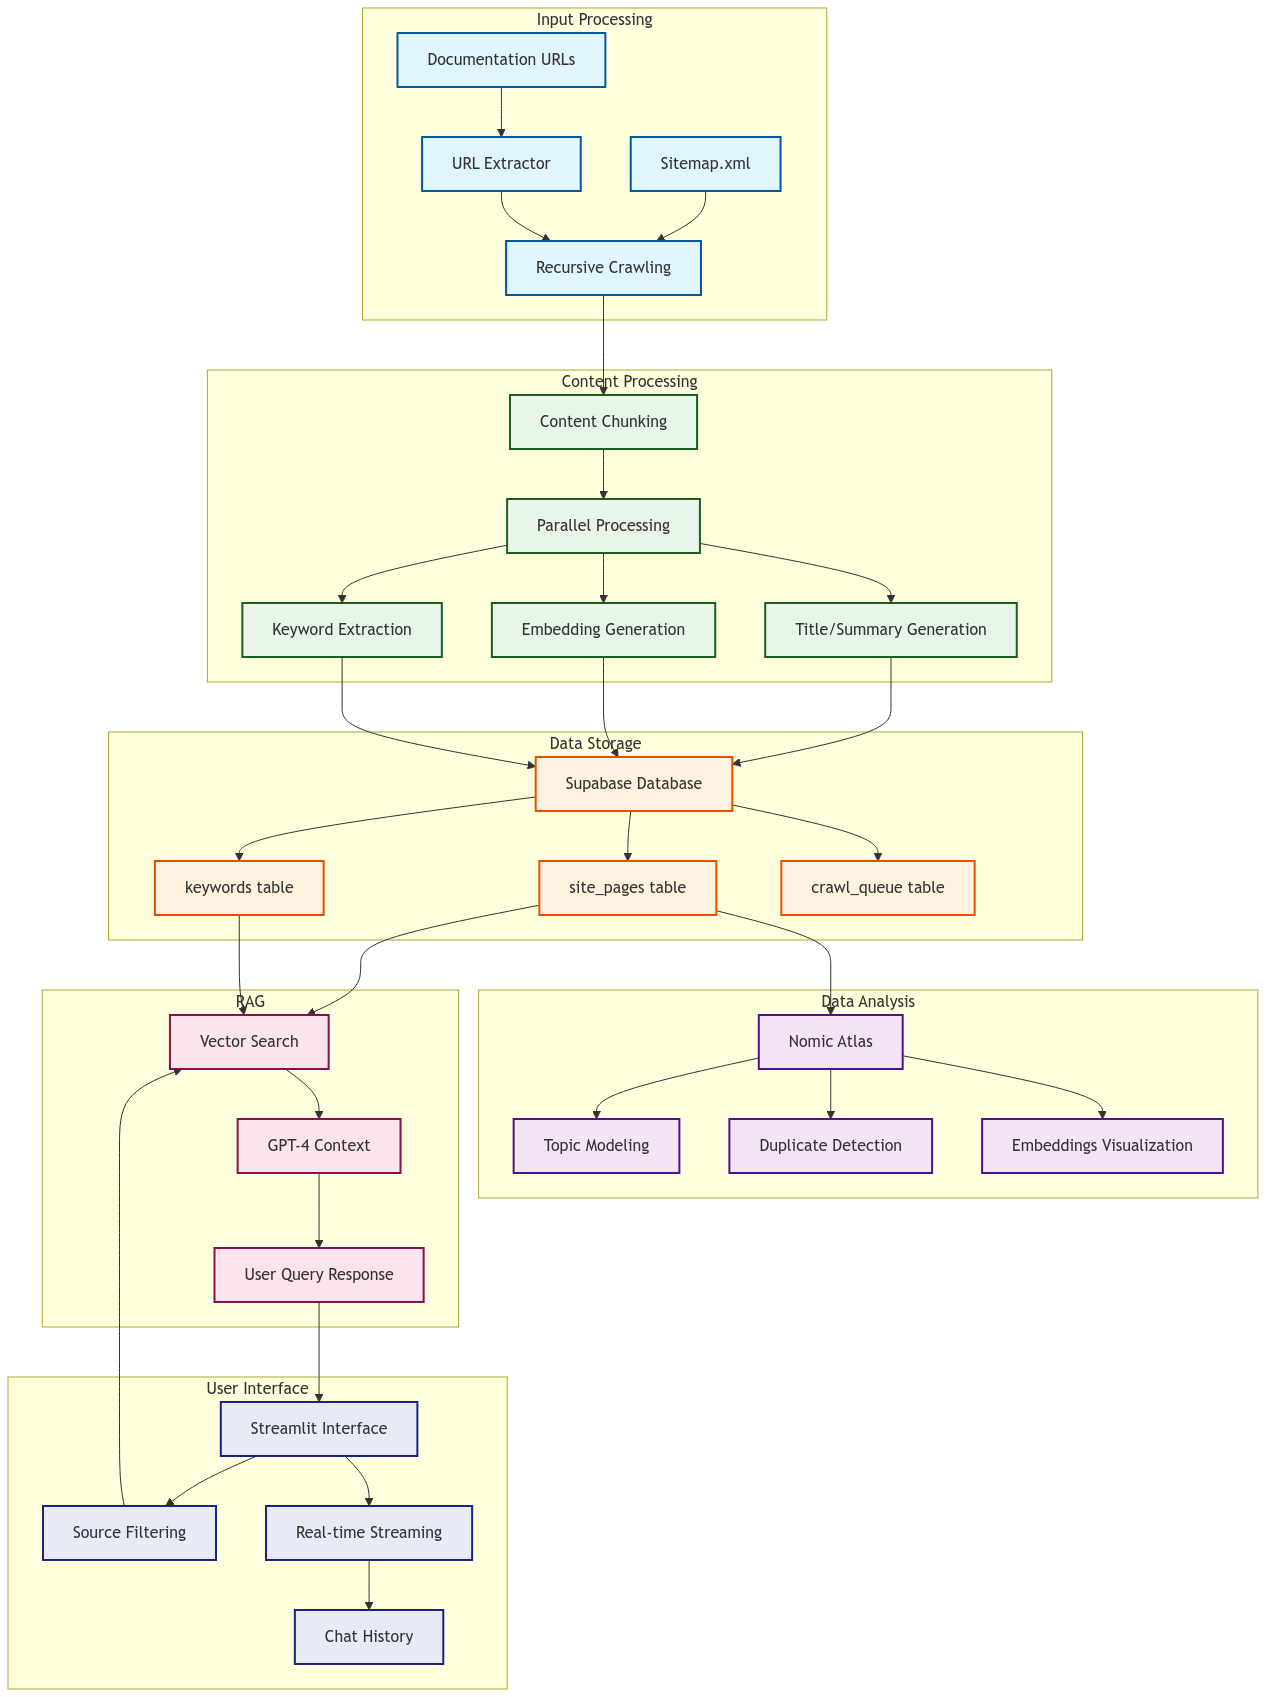 Input Processing
Documentation URLs
URL Extractor
Sitemap.xml
Recursive Crawling
Content Processing
Content Chunking
Parallel Processing
Keyword Extraction
Embedding Generation
Title/Summary Generation
Data Storage
Supabase Database
keywords table
site_pages table
crawl_queue table
RAG
Vector Search
GPT-4 Context
User Query Response
Data Analysis
Nomic Atlas
Topic Modeling
Duplicate Detection
Embeddings Visualization
User Interface
Streamlit Interface
Source Filtering
Real-time Streaming
Chat History